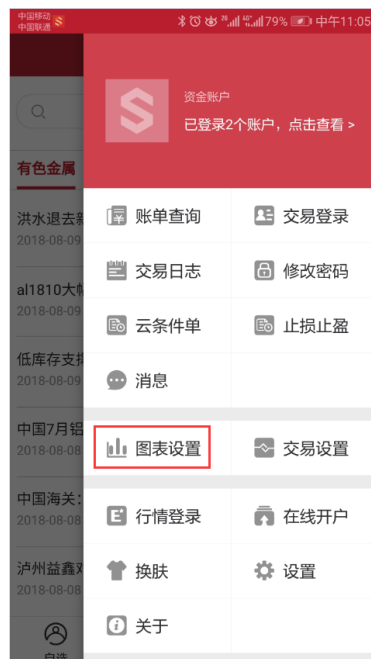 中国移动
中国联通
2G 4G 79% 中午11:05
资金账户
已登录2个账户，点击查看 >
有色金属
洪水退去
2018-08-09
al1810大
2018-08-09
低库存支
2018-08-09
中国7月铝
2018-08-08
中国海关：
2018-08-08
泸州益鑫
2018-08-08
账单查询 交易登录
交易日志 修改密码
云条件单 止损止盈
消息
图表设置 交易设置
行情登录 在线开户
换肤 设置
关于